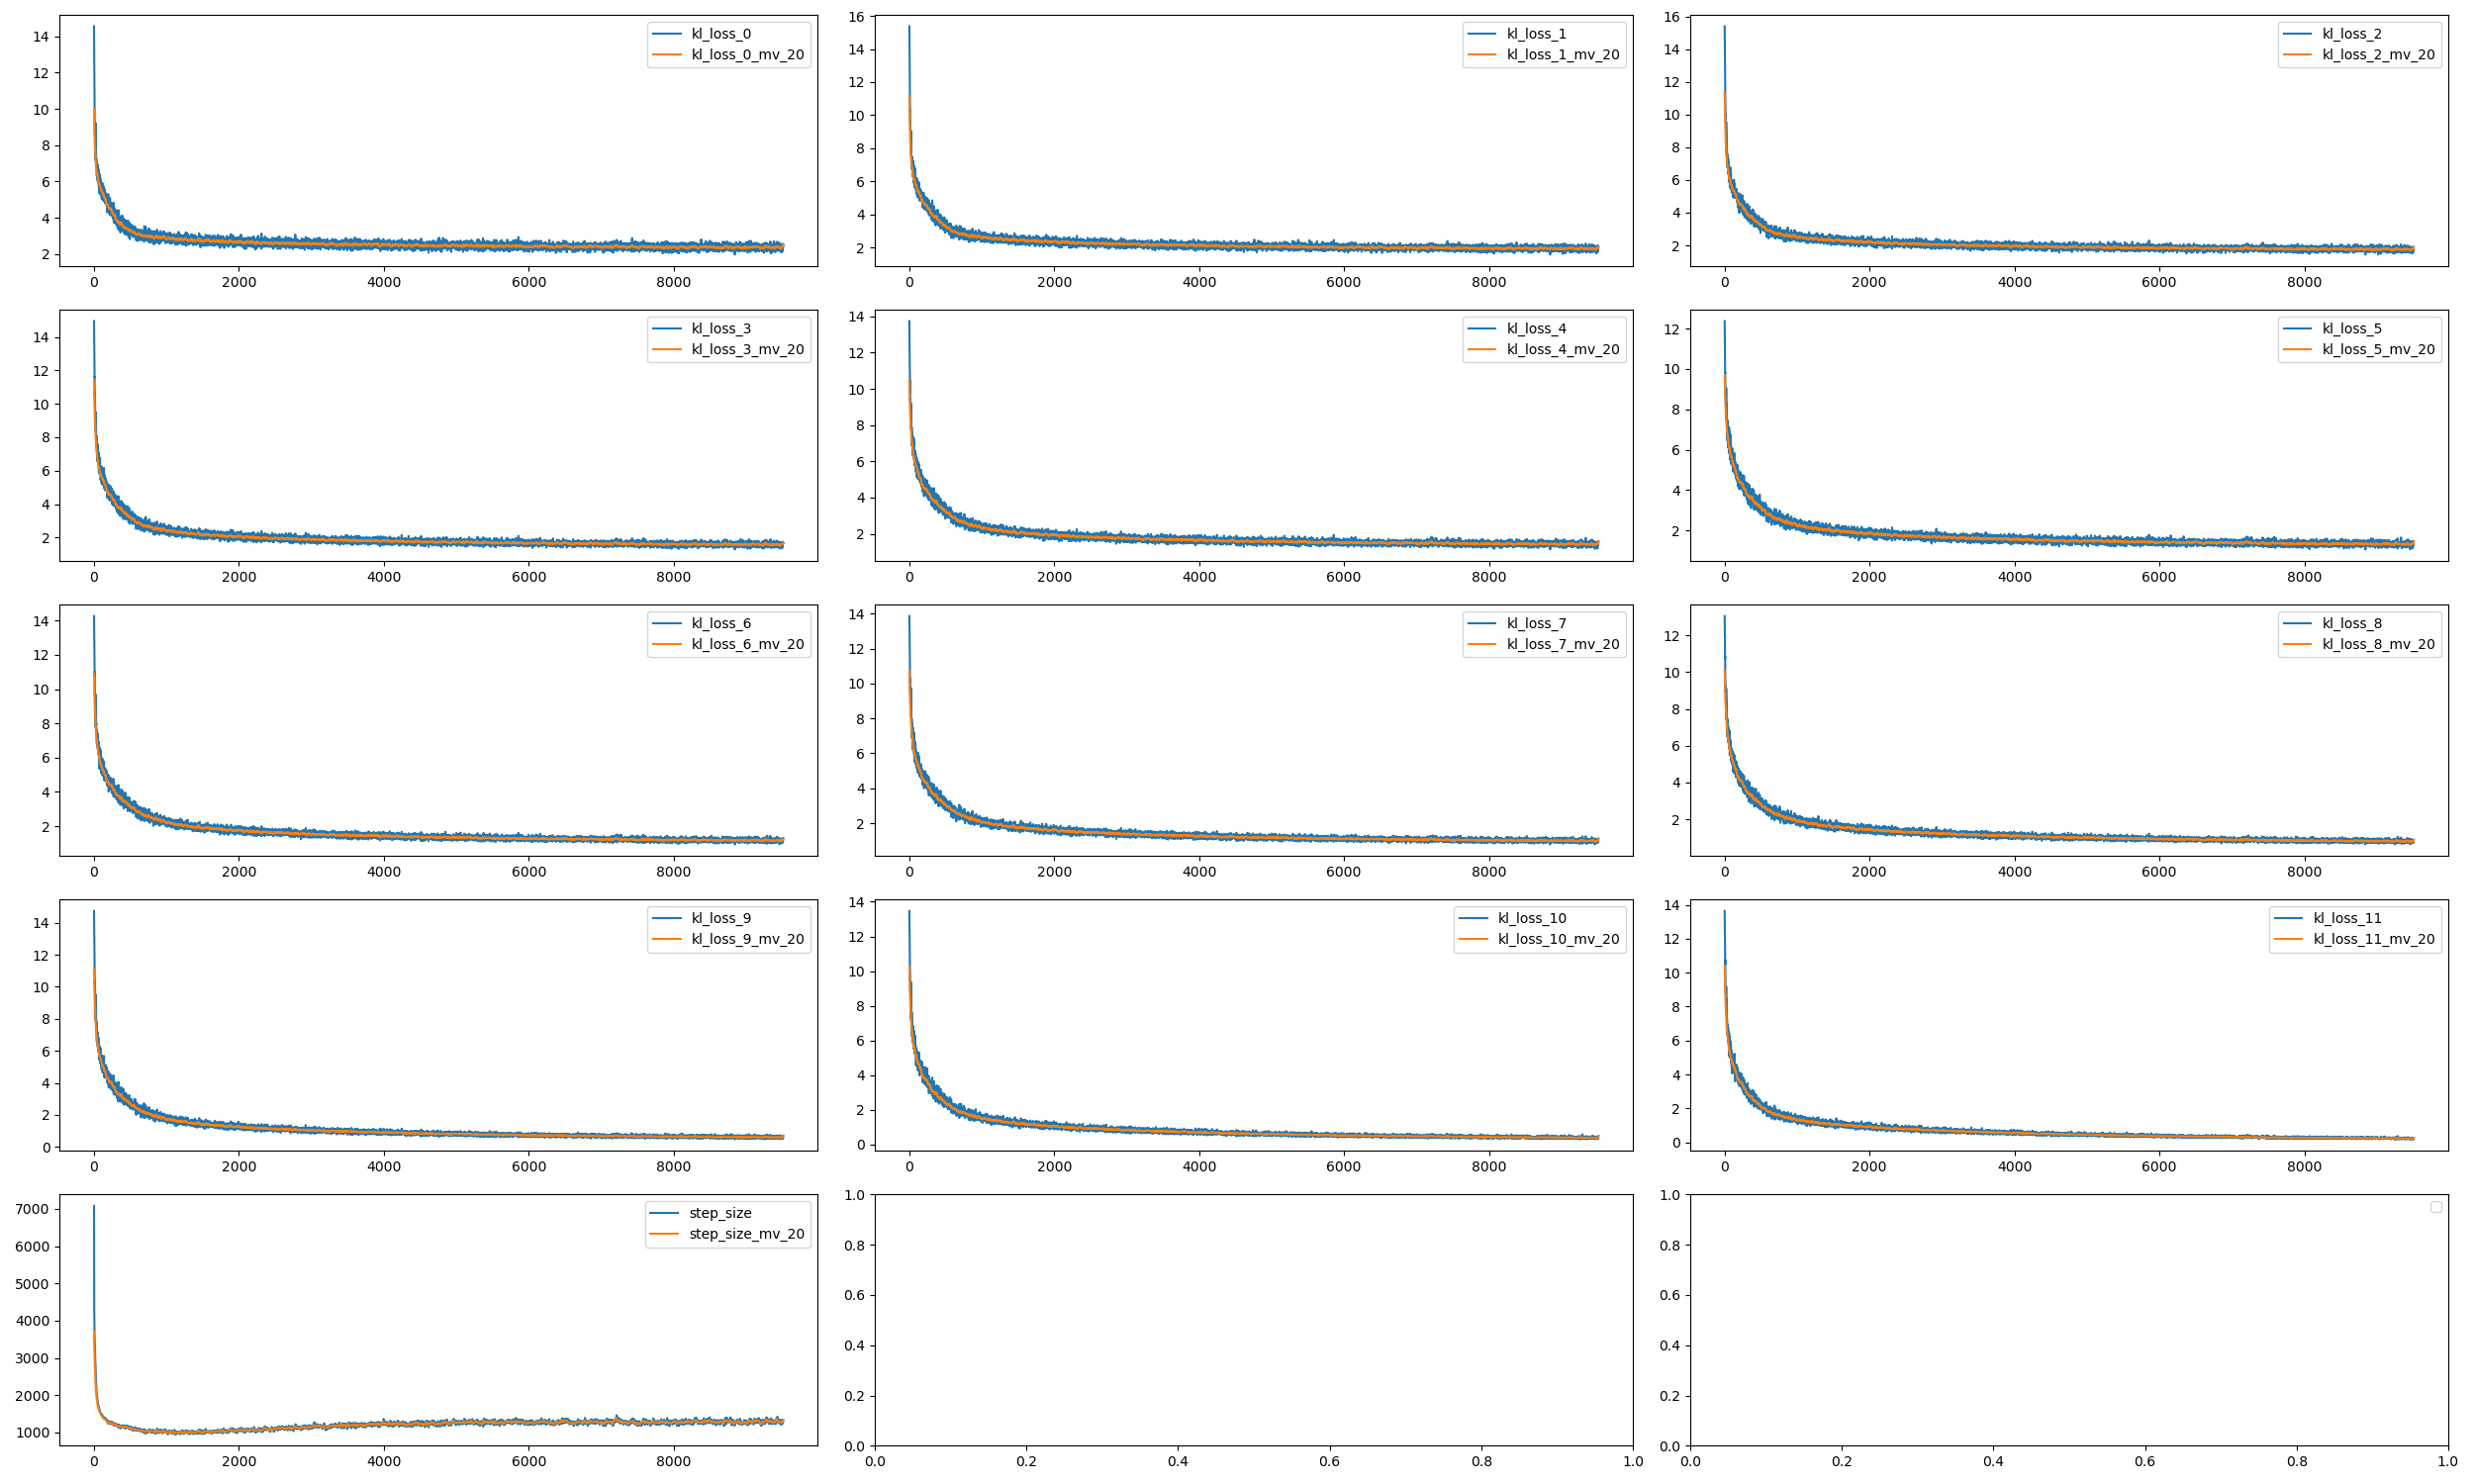 14
12
10
8
6
4
2
0 2000 4000 6000 8000
kl_loss_0
kl_loss_0_mv_20
16
14
12
10
8
6
4
2
0 2000 4000 6000 8000
kl_loss_1
kl_loss_1_mv_20
16
14
12
10
8
6
4
2
0 2000 4000 6000 8000
kl_loss_2
kl_loss_2_mv_20
14
12
10
8
6
4
2
0 2000 4000 6000 8000
kl_loss_3
kl_loss_3_mv_20
14
12
10
8
6
4
2
0 2000 4000 6000 8000
kl_loss_4
kl_loss_4_mv_20
12
10
8
6
4
2
0 2000 4000 6000 8000
kl_loss_5
kl_loss_5_mv_20
14
12
10
8
6
4
2
0 2000 4000 6000 8000
kl_loss_6
kl_loss_6_mv_20
14
12
10
8
6
4
2
0 2000 4000 6000 8000
kl_loss_7
kl_loss_7_mv_20
12
10
8
6
4
2
0 2000 4000 6000 8000
kl_loss_8
kl_loss_8_mv_20
14
12
10
8
6
4
2
0
0 2000 4000 6000 8000
kl_loss_9
kl_loss_9_mv_20
14
12
10
8
6
4
2
0
0 2000 4000 6000 8000
kl_loss_10
kl_loss_10_mv_20
14
12
10
8
6
4
2
0
0 2000 4000 6000 8000
kl_loss_11
kl_loss_11_mv_20
7000
6000
5000
4000
3000
2000
1000
0 2000 4000 6000 8000
step_size
step_size_mv_20
1.0
0.8
0.6
0.4
0.2
0.0
0.0 0.2 0.4 0.6 0.8 1.0
1.0
0.8
0.6
0.4
0.2
0.0
0.0 0.2 0.4 0.6 0.8 1.0